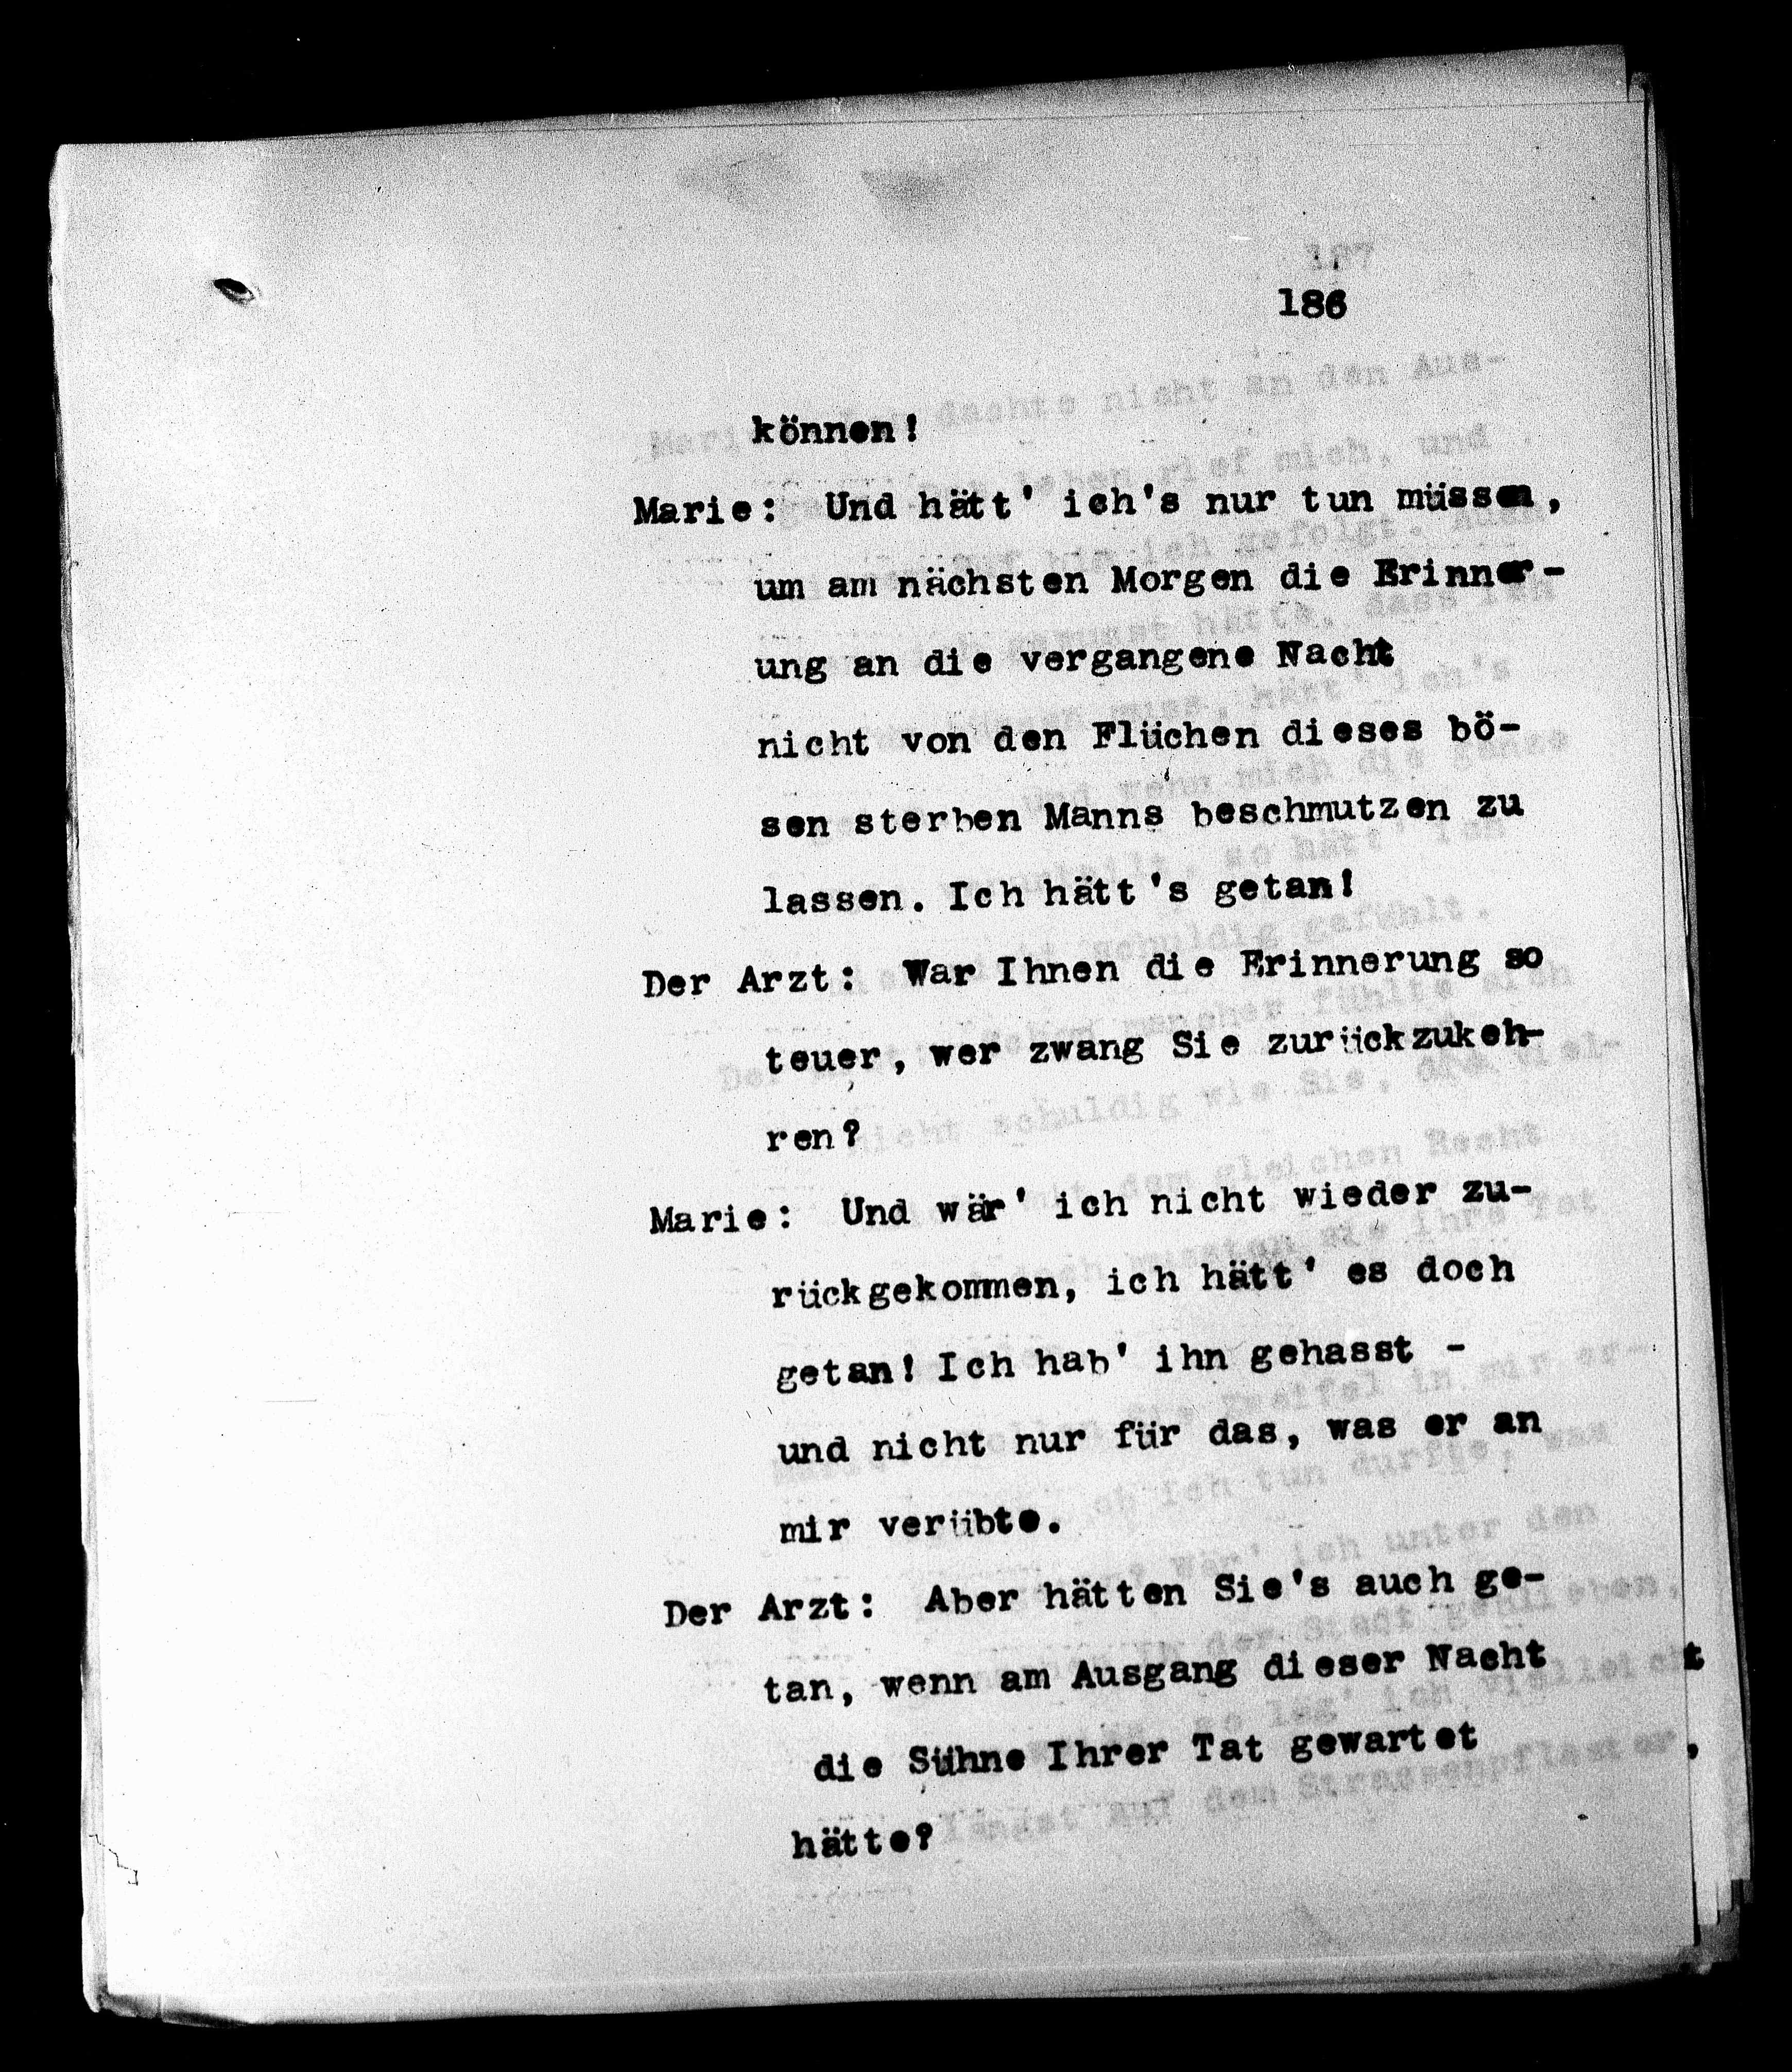 186
können!
Marie: Und hätt' ich's nur tun müssen,
um am nächsten Morgen die Erinner-
ung an die vergangene Nacht
nicht von den Flüchen dieses bö-
sen sterben Manns beschmutzen zu
lassen. Ich hätt's getan!
Der Arzt: War Ihnen die Erinnerung so
teuer, wer zwang Sie zurückzukeh-
ren?
Marie: Und wär' ich nicht wieder zu-
rückgekommen, ich hätt' es doch
getan! Ich hab' ihn gehasst -
und nicht nur für das, was er an
mir verübte.
Der Arzt: Aber hätten Sie's auch ge-
tan, wenn am Ausgang dieser Nacht
die Sühne Ihrer Tat gewartet
hätte?